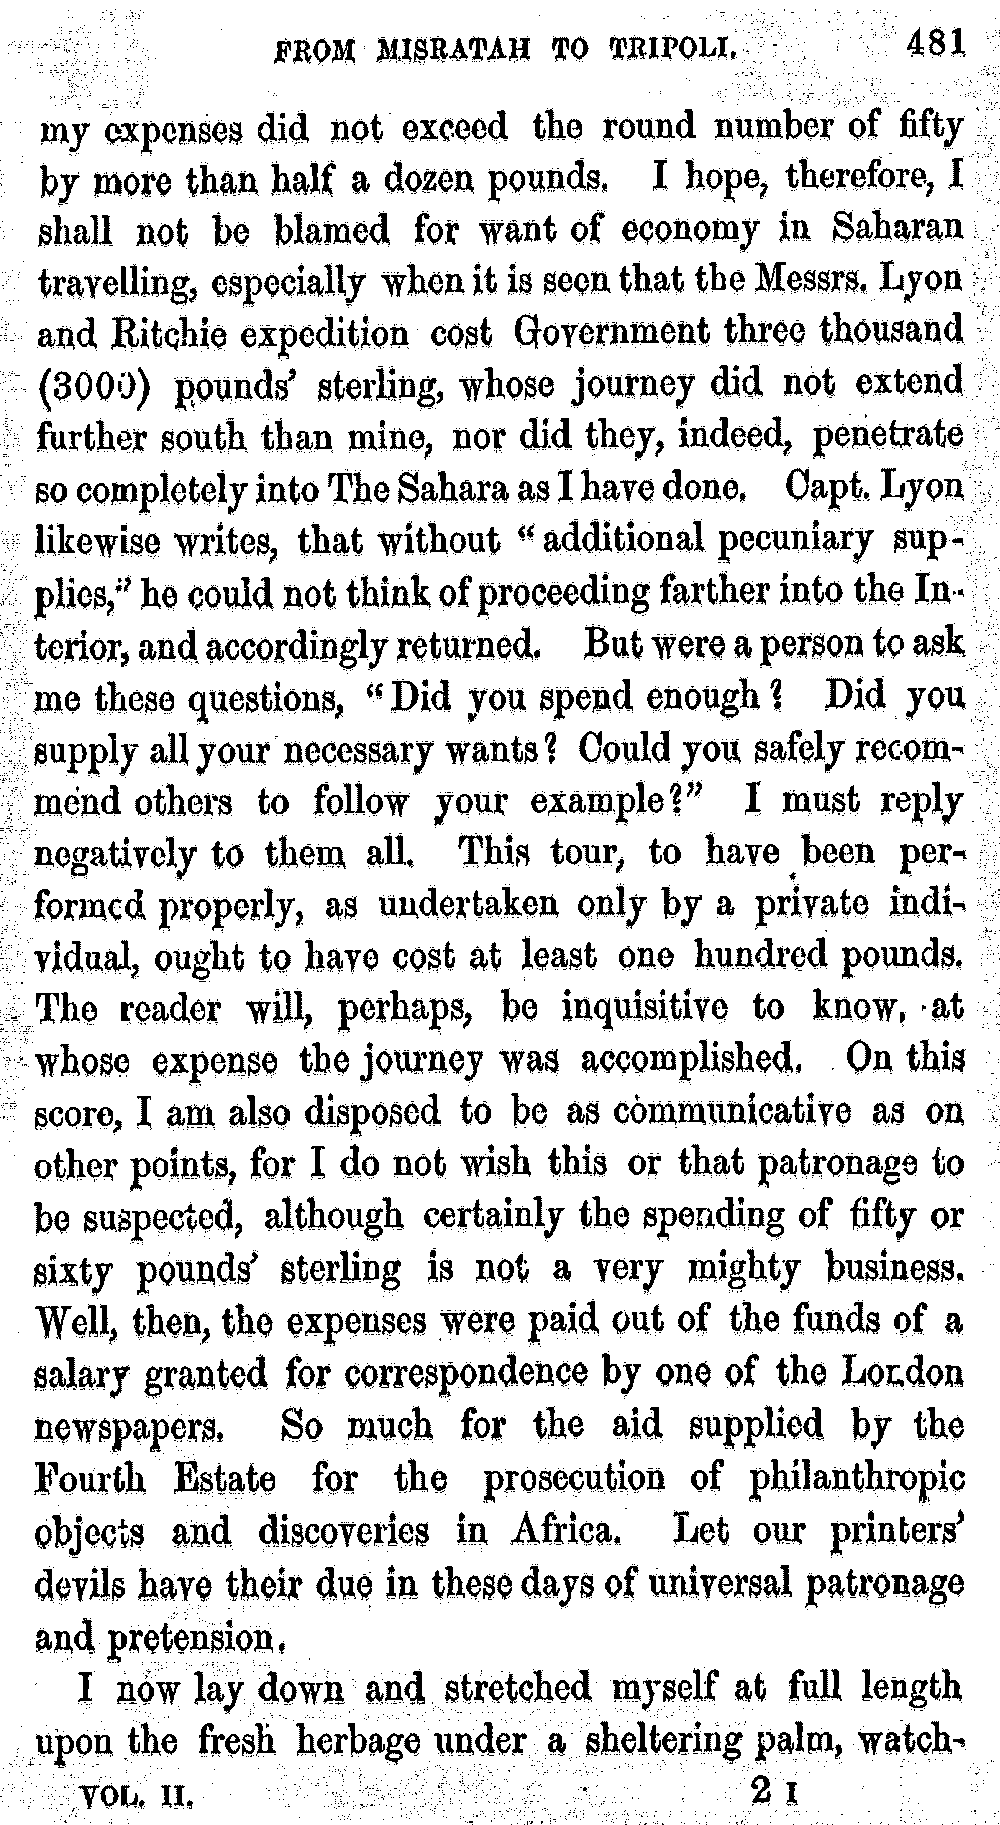 FROM MISRATAH TO TRIPOLI. 481
my expenses did not exceed the round number of fifty
by more than half a dozen pounds. I hope, therefore, I
shall not be blamed for want of economy in Saharan
travelling, especially when it is seen that the Messrs. Lyon
and Ritchie expedition cost Government three thousand
(3000) pounds' sterling, whose journey did not extend
further south than mine, nor did they, indeed, penetrate
so completely into The Sahara as I have done. Capt. Lyon
likewise writes, that without “additional pecuniary sup-
plies,” he could not think of proceeding farther into the In-
terior, and accordingly returned. But were a person to ask
me these questions, “Did you spend enough? Did you
supply all your necessary wants? Could you safely recom-
mend others to follow your example?” I must reply
negatively to them all. This tour, to have been per-
formed properly, as undertaken only by a private indi-
vidual, ought to have cost at least one hundred pounds.
The reader will, perhaps, be inquisitive to know, at
whose expense the journey was accomplished. On this
score, I am also disposed to be as communicative as on
other points, for I do not wish this or that patronage to
be suspected, although certainly the spending of fifty or
sixty pounds' sterling is not a very mighty business.
Well, then, the expenses were paid out of the funds of a
salary granted for correspondence by one of the London
newspapers. So much for the aid supplied by the
Fourth Estate for the prosecution of philanthropic
objects and discoveries in Africa. Let our printers'
devils have their due in these days of universal patronage
and pretension.
I now lay down and stretched myself at full length
upon the fresh herbage under a sheltering palm, watch-
VOL. II. 2 I